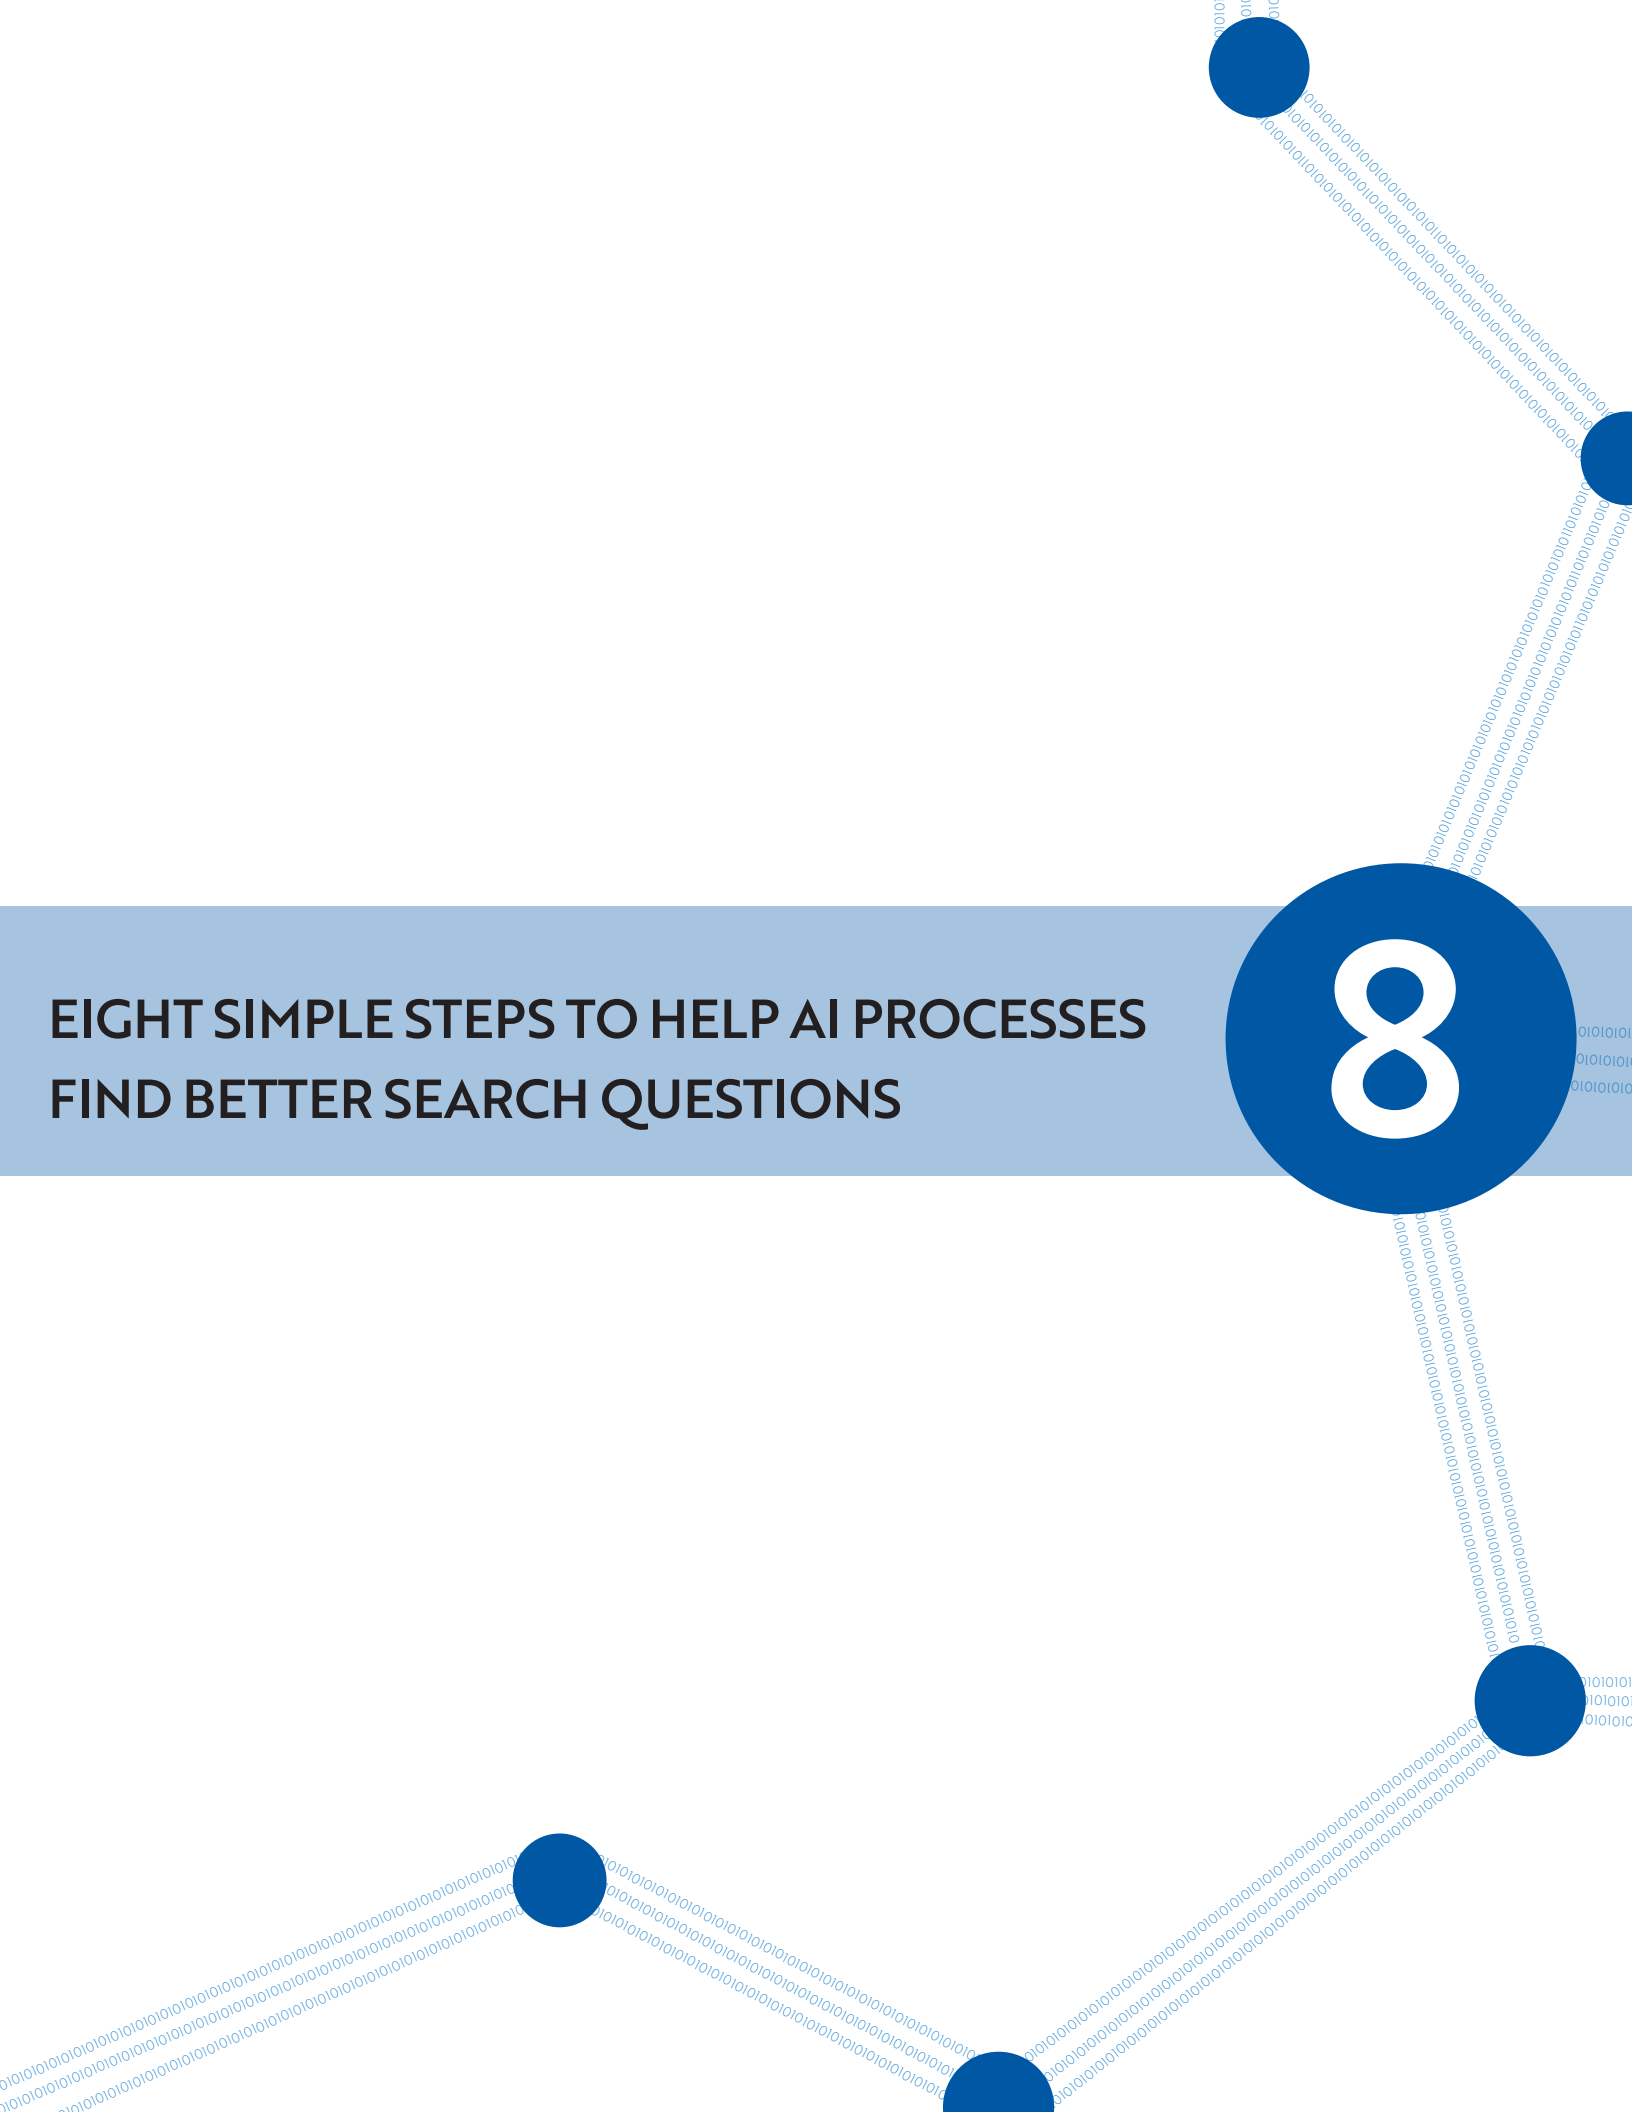 EIGHT SIMPLE STEPS TO HELP AI PROCESSES
FIND BETTER SEARCH QUESTIONS
8